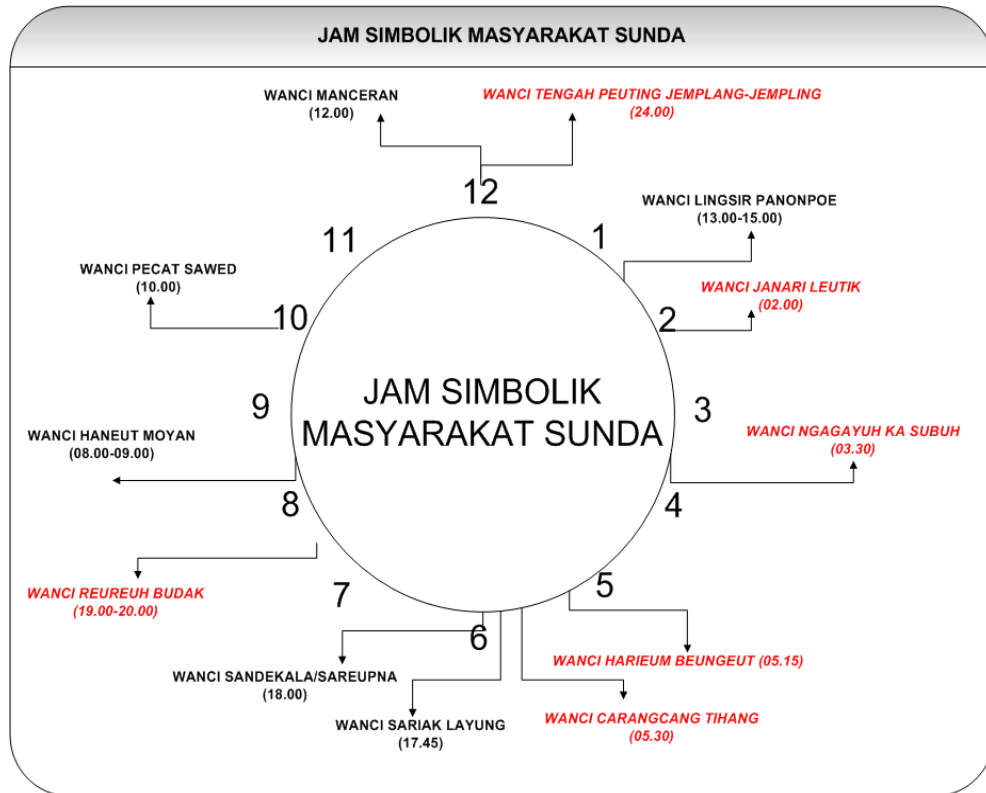 JAM SIMBOLIK MASYARAKAT SUNDA
WANCI MANCERAN
(12.00)
WANCI TENGAH PEUTING JEMPLANG-JEMPLING
(24.00)
12
WANCI LINGSIR PANONPOE
(13.00-15.00)
1
11
WANCI PECAT SAWED
(10.00)
WANCI JANARI LEUTIK
(02.00)
10
2
JAM SIMBOLIK
MASYARAKAT SUNDA
9
3
WANCI HANEUT MOYAN
(08.00-09.00)
WANCI NGAGAYUH KA SUBUH
(03.30)
8
4
WANCI REUREUH BUDAK
(19.00-20.00)
7
5
6
WANCI SANDEKALA/SAREUPNA
(18.00)
WANCI HARIEUM BEUNGEUT (05.15)
WANCI SARIAK LAYUNG
(17.45)
WANCI CARANGCANG TIHANG
(05.30)